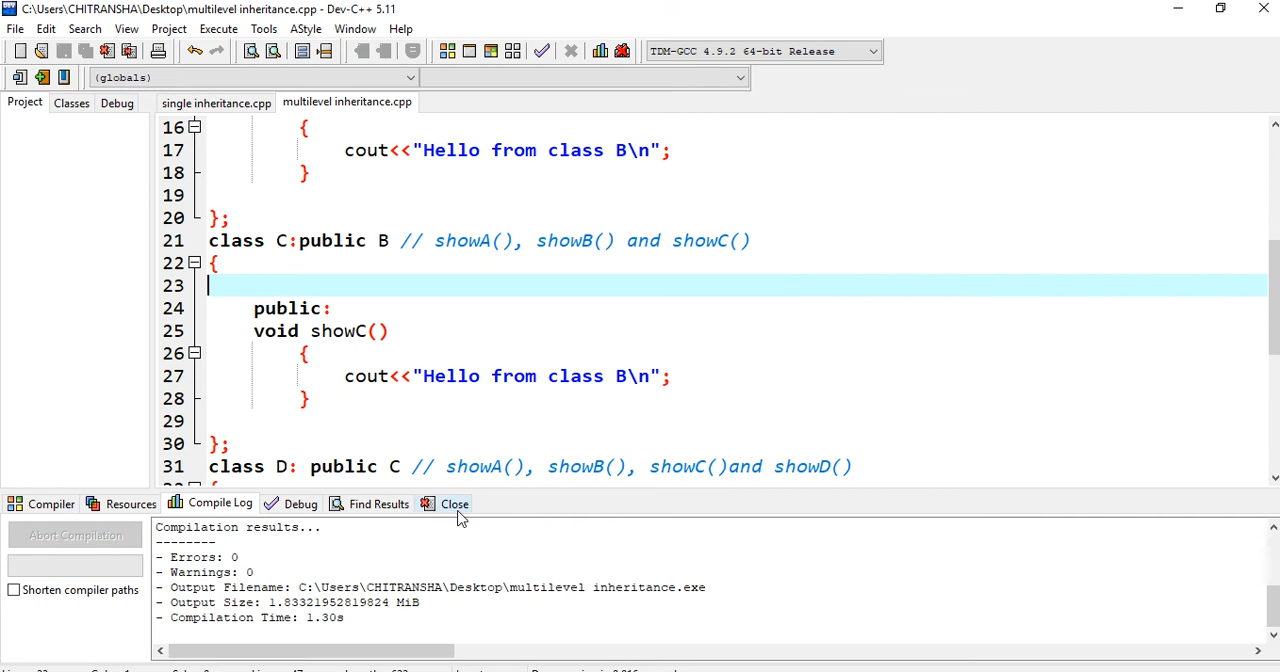 C:\Users\CHITRANSHA\Desktop\multilevel inheritance.cpp - Dev-C++ 5.11
File Edit Search View Project Execute Tools AStyle Window Help
TDM-GCC 4.9.2 64-bit Release
(globals)
Project Classes Debug single inheritance.cpp multilevel inheritance.cpp
16 {
17 cout<<"Hello from class B\n";
18 }
19
20 };
21 class C:public B // showA(), showB() and showC()
22 {
23
24 public:
25 void showC()
26 {
27 cout<<"Hello from class B\n";
28 }
29
30 };
31 class D: public C // showA(), showB(), showC()and showD()
Compiler Resources Compile Log Debug Find Results Close
Abort Compilation
Shorten compiler paths
Compilation results...
--------
- Errors: 0
- Warnings: 0
- Output Filename: C:\Users\CHITRANSHA\Desktop\multilevel inheritance.exe
- Output Size: 1.83321952819824 MiB
- Compilation Time: 1.30s